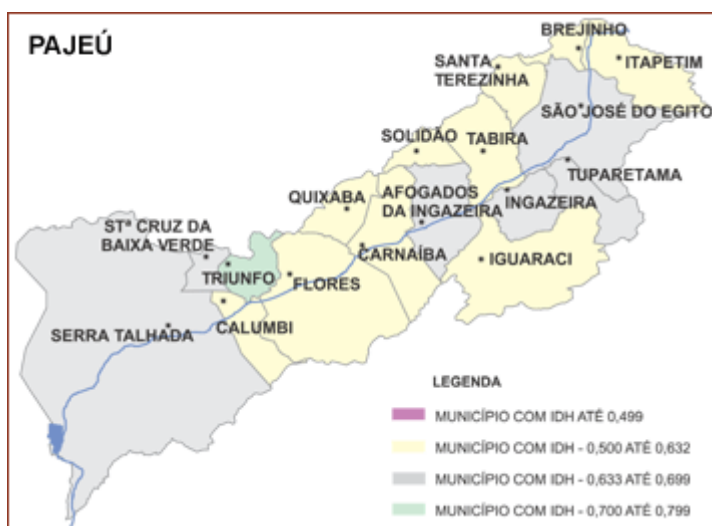 PAJEÚ
BREJINHO
SANTA
TEREZINHA
ITAPETIM
SÃO JOSÉ DO EGITO
SOLIDÃO
TABIRA
TUPARETAMA
QUIXABA
AFOGADOS
DA INGAZEIRA
INGAZEIRA
STª CRUZ DA
BAIXA VERDE
CARNAÍBA
IGUARACI
TRIUNFO
FLORES
SERRA TALHADA
CALUMBI
LEGENDA
MUNICÍPIO COM IDH ATÉ 0,499
MUNICÍPIO COM IDH - 0,500 ATÉ 0,632
MUNICÍPIO COM IDH - 0,633 ATÉ 0,699
MUNICÍPIO COM IDH - 0,700 ATÉ 0,799